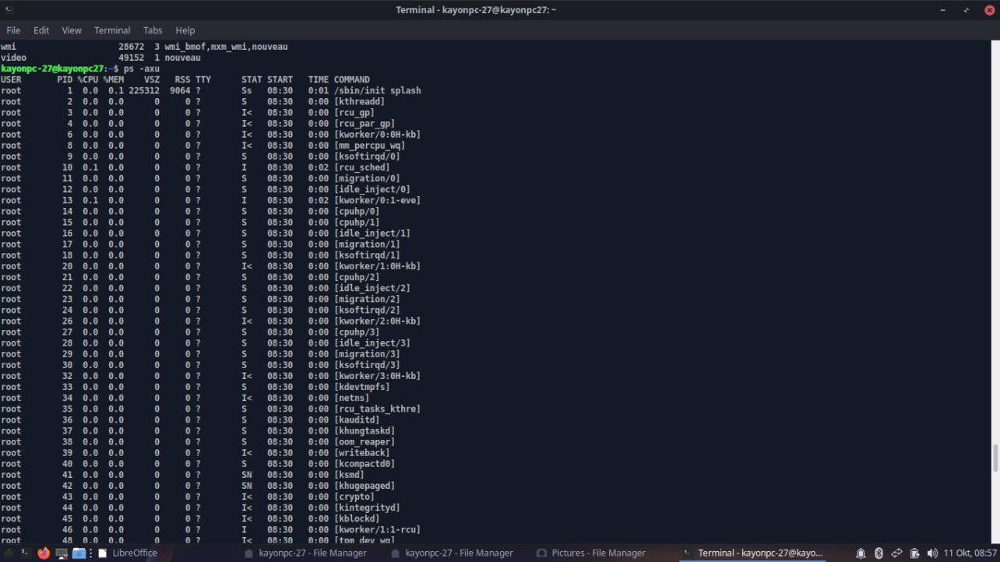 Terminal - kayonpc-27@kayonpc27: ~
File Edit View Terminal Tabs Help
wmi 28672 3 wmi_bmof,mxm_wmi,nouveau
video 49152 1 nouveau
kayonpc-27@kayonpc27:~$ ps -axu
USER PID %CPU %MEM VSZ RSS TTY STAT START TIME COMMAND
root 1 0.0 0.1 225312 9064 ? Ss 08:30 0:01 /sbin/init splash
root 2 0.0 0.0 0 0 ? S 08:30 0:00 [kthreadd]
root 3 0.0 0.0 0 0 ? I< 08:30 0:00 [rcu_gp]
root 4 0.0 0.0 0 0 ? I< 08:30 0:00 [rcu_par_gp]
root 6 0.0 0.0 0 0 ? I< 08:30 0:00 [kworker/0:0H-kb]
root 8 0.0 0.0 0 0 ? I< 08:30 0:00 [mm_percpu_wq]
root 9 0.0 0.0 0 0 ? S 08:30 0:00 [ksoftirqd/0]
root 10 0.1 0.0 0 0 ? I 08:30 0:02 [rcu_sched]
root 11 0.0 0.0 0 0 ? S 08:30 0:00 [migration/0]
root 12 0.0 0.0 0 0 ? S 08:30 0:00 [idle_inject/0]
root 13 0.1 0.0 0 0 ? I 08:30 0:02 [kworker/0:1-eve]
root 14 0.0 0.0 0 0 ? S 08:30 0:00 [cpuhp/0]
root 15 0.0 0.0 0 0 ? S 08:30 0:00 [cpuhp/1]
root 16 0.0 0.0 0 0 ? S 08:30 0:00 [idle_inject/1]
root 17 0.0 0.0 0 0 ? S 08:30 0:00 [migration/1]
root 18 0.0 0.0 0 0 ? S 08:30 0:00 [ksoftirqd/1]
root 20 0.0 0.0 0 0 ? I< 08:30 0:00 [kworker/1:0H-kb]
root 21 0.0 0.0 0 0 ? S 08:30 0:00 [cpuhp/2]
root 22 0.0 0.0 0 0 ? S 08:30 0:00 [idle_inject/2]
root 23 0.0 0.0 0 0 ? S 08:30 0:00 [migration/2]
root 24 0.0 0.0 0 0 ? S 08:30 0:00 [ksoftirqd/2]
root 26 0.0 0.0 0 0 ? I< 08:30 0:00 [kworker/2:0H-kb]
root 27 0.0 0.0 0 0 ? S 08:30 0:00 [cpuhp/3]
root 28 0.0 0.0 0 0 ? S 08:30 0:00 [idle_inject/3]
root 29 0.0 0.0 0 0 ? S 08:30 0:00 [migration/3]
root 30 0.0 0.0 0 0 ? S 08:30 0:00 [ksoftirqd/3]
root 32 0.0 0.0 0 0 ? I< 08:30 0:00 [kworker/3:0H-kb]
root 33 0.0 0.0 0 0 ? S 08:30 0:00 [kdevtmpfs]
root 34 0.0 0.0 0 0 ? I< 08:30 0:00 [netns]
root 35 0.0 0.0 0 0 ? S 08:30 0:00 [rcu_tasks_kthre]
root 36 0.0 0.0 0 0 ? S 08:30 0:00 [kauditd]
root 37 0.0 0.0 0 0 ? S 08:30 0:00 [khungtaskd]
root 38 0.0 0.0 0 0 ? S 08:30 0:00 [oom_reaper]
root 39 0.0 0.0 0 0 ? I< 08:30 0:00 [writeback]
root 40 0.0 0.0 0 0 ? S 08:30 0:00 [kcompactd0]
root 41 0.0 0.0 0 0 ? SN 08:30 0:00 [ksmd]
root 42 0.0 0.0 0 0 ? SN 08:30 0:00 [khugepaged]
root 43 0.0 0.0 0 0 ? I< 08:30 0:00 [crypto]
root 44 0.0 0.0 0 0 ? I< 08:30 0:00 [kintegrityd]
root 45 0.0 0.0 0 0 ? I< 08:30 0:00 [kblockd]
root 46 0.0 0.0 0 0 ? I 08:30 0:00 [kworker/1:1-rcu]
root 48 0.0 0.0 0 0 ? I< 08:30 0:00 [tpm_dev_wq]
LibreOffice kayonpc-27 - File Manager kayonpc-27 - File Manager Pictures - File Manager Terminal - kayonpc-27@kayo... 11 Okt, 08:57